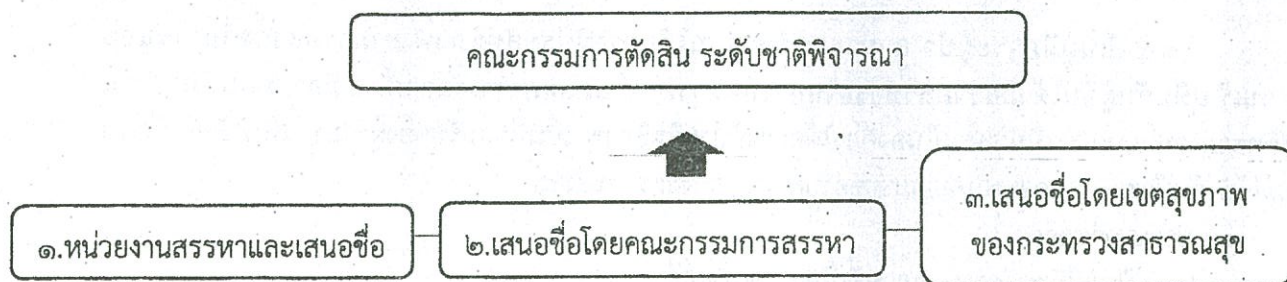 คณะกรรมการตัดสิน ระดับชาติพิจารณา
๑.หน่วยงานสรรหาและเสนอชื่อ
๒.เสนอชื่อโดยคณะกรรมการสรรหา
๓.เสนอชื่อโดยเขตสุขภาพ
ของกระทรวงสาธารณสุข